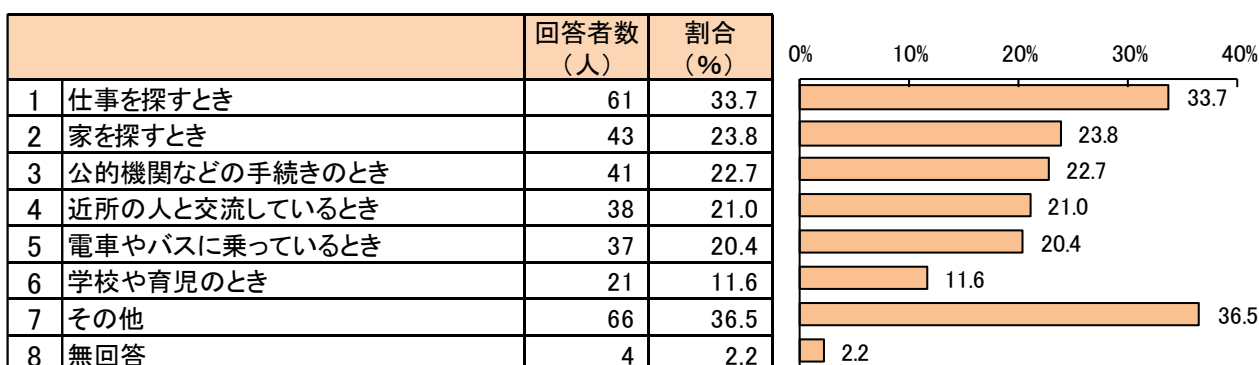 回答者数
（人）
割合
（%）
1 仕事を探すとき 61 33.7
2 家を探すとき 43 23.8
3 公的機関などの手続きのとき 41 22.7
4 近所の人と交流しているとき 38 21.0
5 電車やバスに乗っているとき 37 20.4
6 学校や育児のとき 21 11.6
7 その他 66 36.5
8 無回答 4 2.2
0% 10% 20% 30% 40%
33.7
23.8
22.7
21.0
20.4
11.6
36.5
2.2